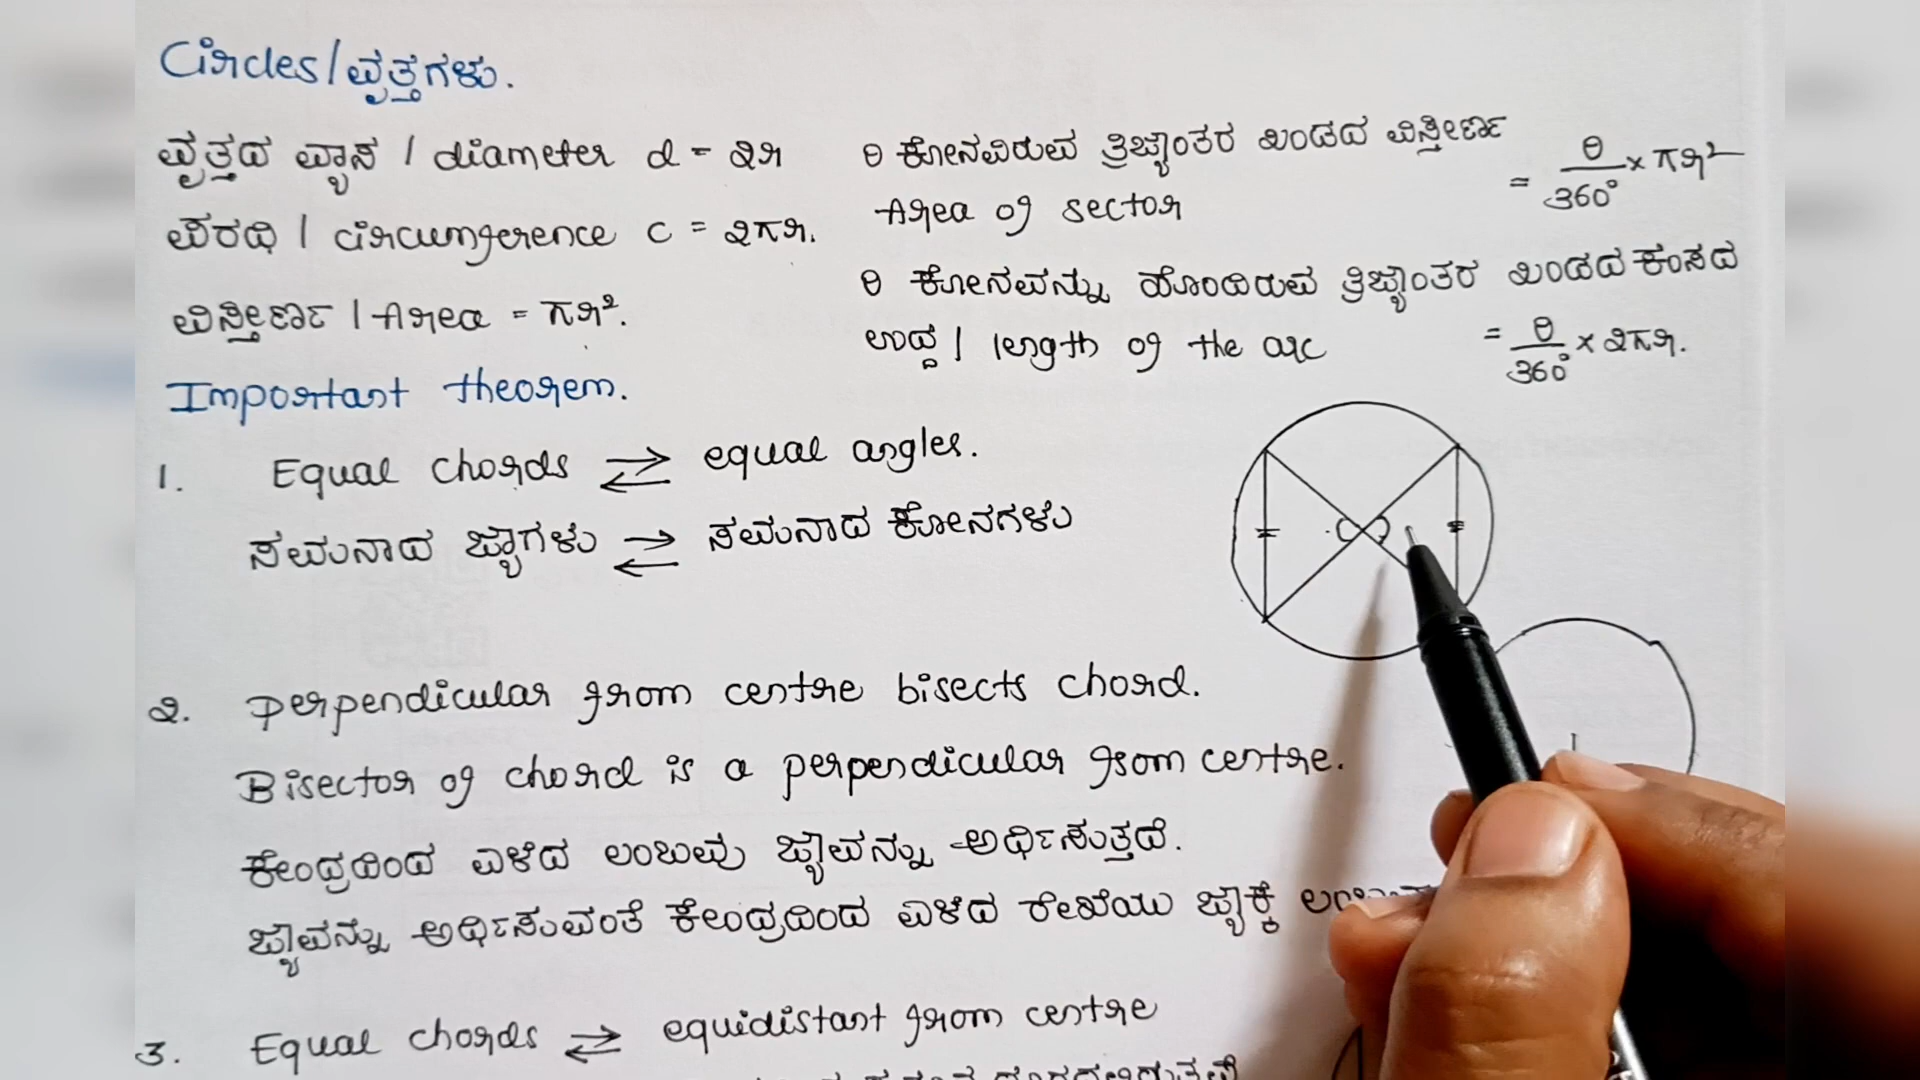 Circles/ವೃತ್ತಗಳು.
ವೃತ್ತದ ವ್ಯಾಸ / diameter d = 2r
ಪರಧಿ / circumference c = 2πr.
ವಿಸ್ತೀರ್ಣ / Area = πr².
θ ಕೋನವಿರುವ ತ್ರಿಜ್ಯಾಂತರ ಖಂಡದ ವಿಸ್ತೀರ್ಣ
Area of sector = θ/360° × πr²
θ ಕೋನವನ್ನು ಹೊಂದಿರುವ ತ್ರಿಜ್ಯಾಂತರ ಖಂಡದ ಕಂಸದ
ಉದ್ದ / length of the arc = θ/360° × 2πr.
Important theorem.
1. Equal chords ⇄ equal angles.
ಸಮನಾದ ಜ್ಯಾಗಳು ⇄ ಸಮನಾದ ಕೋನಗಳು
2. Perpendicular from centre bisects chord.
Bisector of chord is a perpendicular from centre.
ಕೇಂದ್ರದಿಂದ ಎಳೆದ ಲಂಬವು ಜ್ಯಾವನ್ನು ಅರ್ಧಿಸುತ್ತದೆ.
ಜ್ಯಾವನ್ನು ಅರ್ಧಿಸುವಂತೆ ಕೇಂದ್ರದಿಂದ ಎಳೆದ ರೇಖೆಯು ಜ್ಯಾಕ್ಕೆ
3. Equal chords ⇄ equidistant from centre